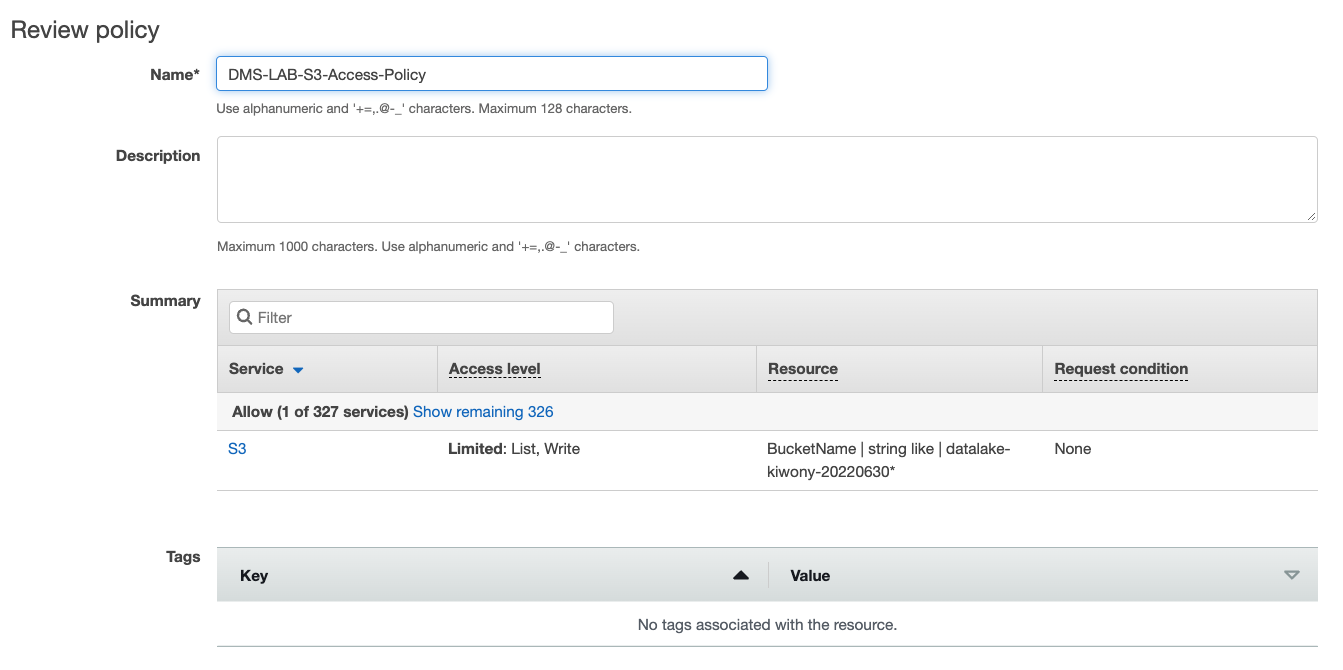 Review policy
Name* DMS-LAB-S3-Access-Policy
Use alphanumeric and '+=,.@-_' characters. Maximum 128 characters.
Description
Maximum 1000 characters. Use alphanumeric and '+=,.@-_' characters.
Summary
Filter
Service Access level Resource Request condition
Allow (1 of 327 services) Show remaining 326
S3 Limited: List, Write BucketName | string like | datalake- None
kiwony-20220630*
Tags
Key Value
No tags associated with the resource.